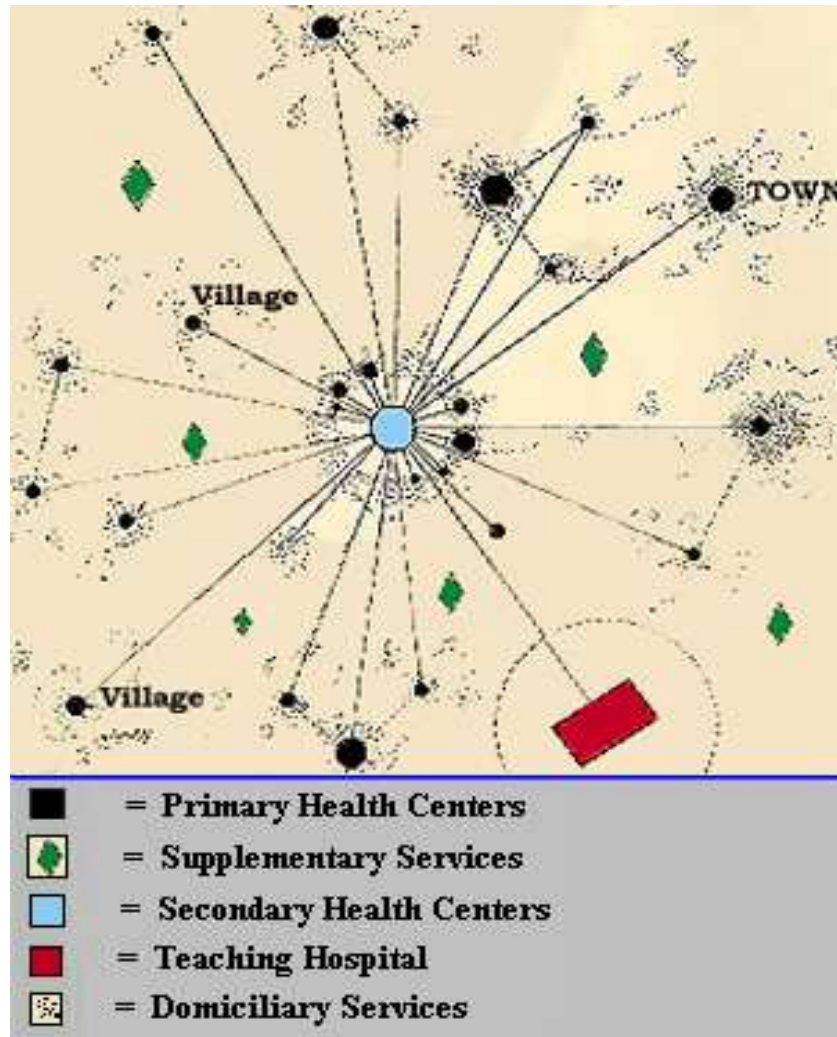 TOWN
Village
Village
= Primary Health Centers
= Supplementary Services
= Secondary Health Centers
= Teaching Hospital
= Domiciliary Services